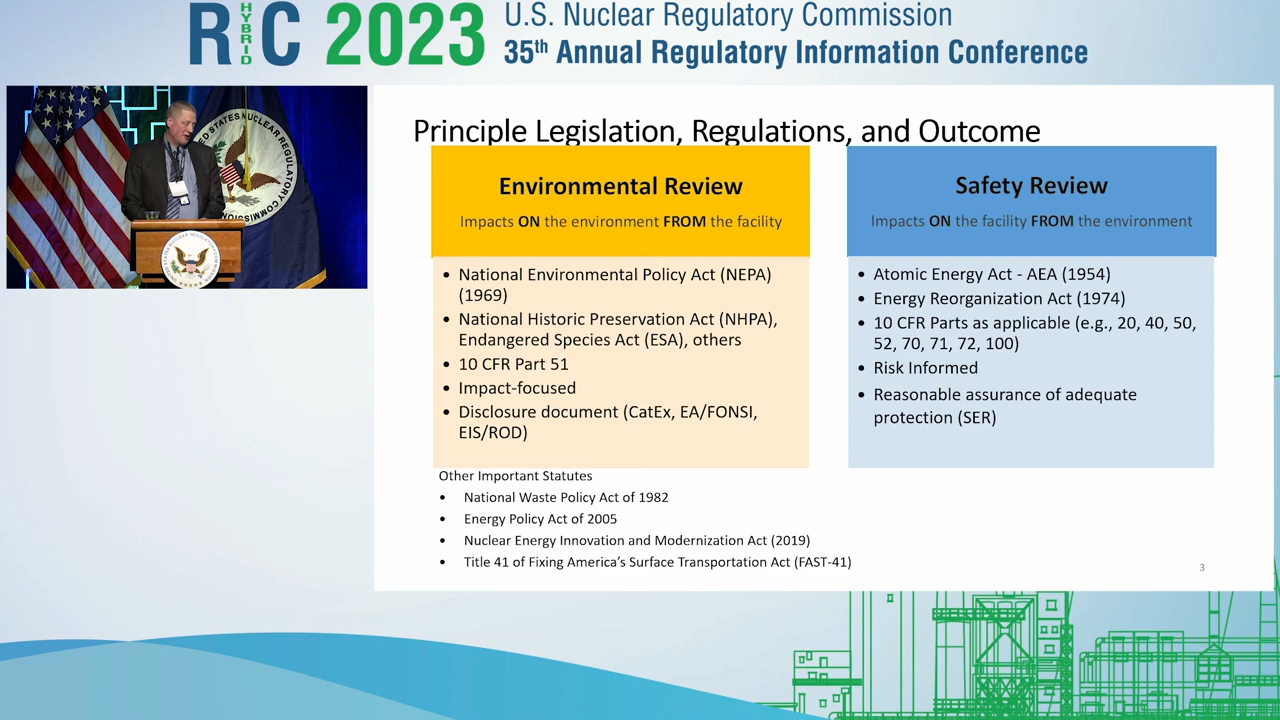 RIC HYBRID 2023
U.S. Nuclear Regulatory Commission
35th Annual Regulatory Information Conference
Principle Legislation, Regulations, and Outcome
Environmental Review
Impacts ON the environment FROM the facility
• National Environmental Policy Act (NEPA)
(1969)
• National Historic Preservation Act (NHPA),
Endangered Species Act (ESA), others
• 10 CFR Part 51
• Impact-focused
• Disclosure document (CatEx, EA/FONSI,
EIS/ROD)
Safety Review
Impacts ON the facility FROM the environment
• Atomic Energy Act - AEA (1954)
• Energy Reorganization Act (1974)
• 10 CFR Parts as applicable (e.g., 20, 40, 50,
52, 70, 71, 72, 100)
• Risk Informed
• Reasonable assurance of adequate
protection (SER)
Other Important Statutes
• National Waste Policy Act of 1982
• Energy Policy Act of 2005
• Nuclear Energy Innovation and Modernization Act (2019)
• Title 41 of Fixing America's Surface Transportation Act (FAST-41)
3